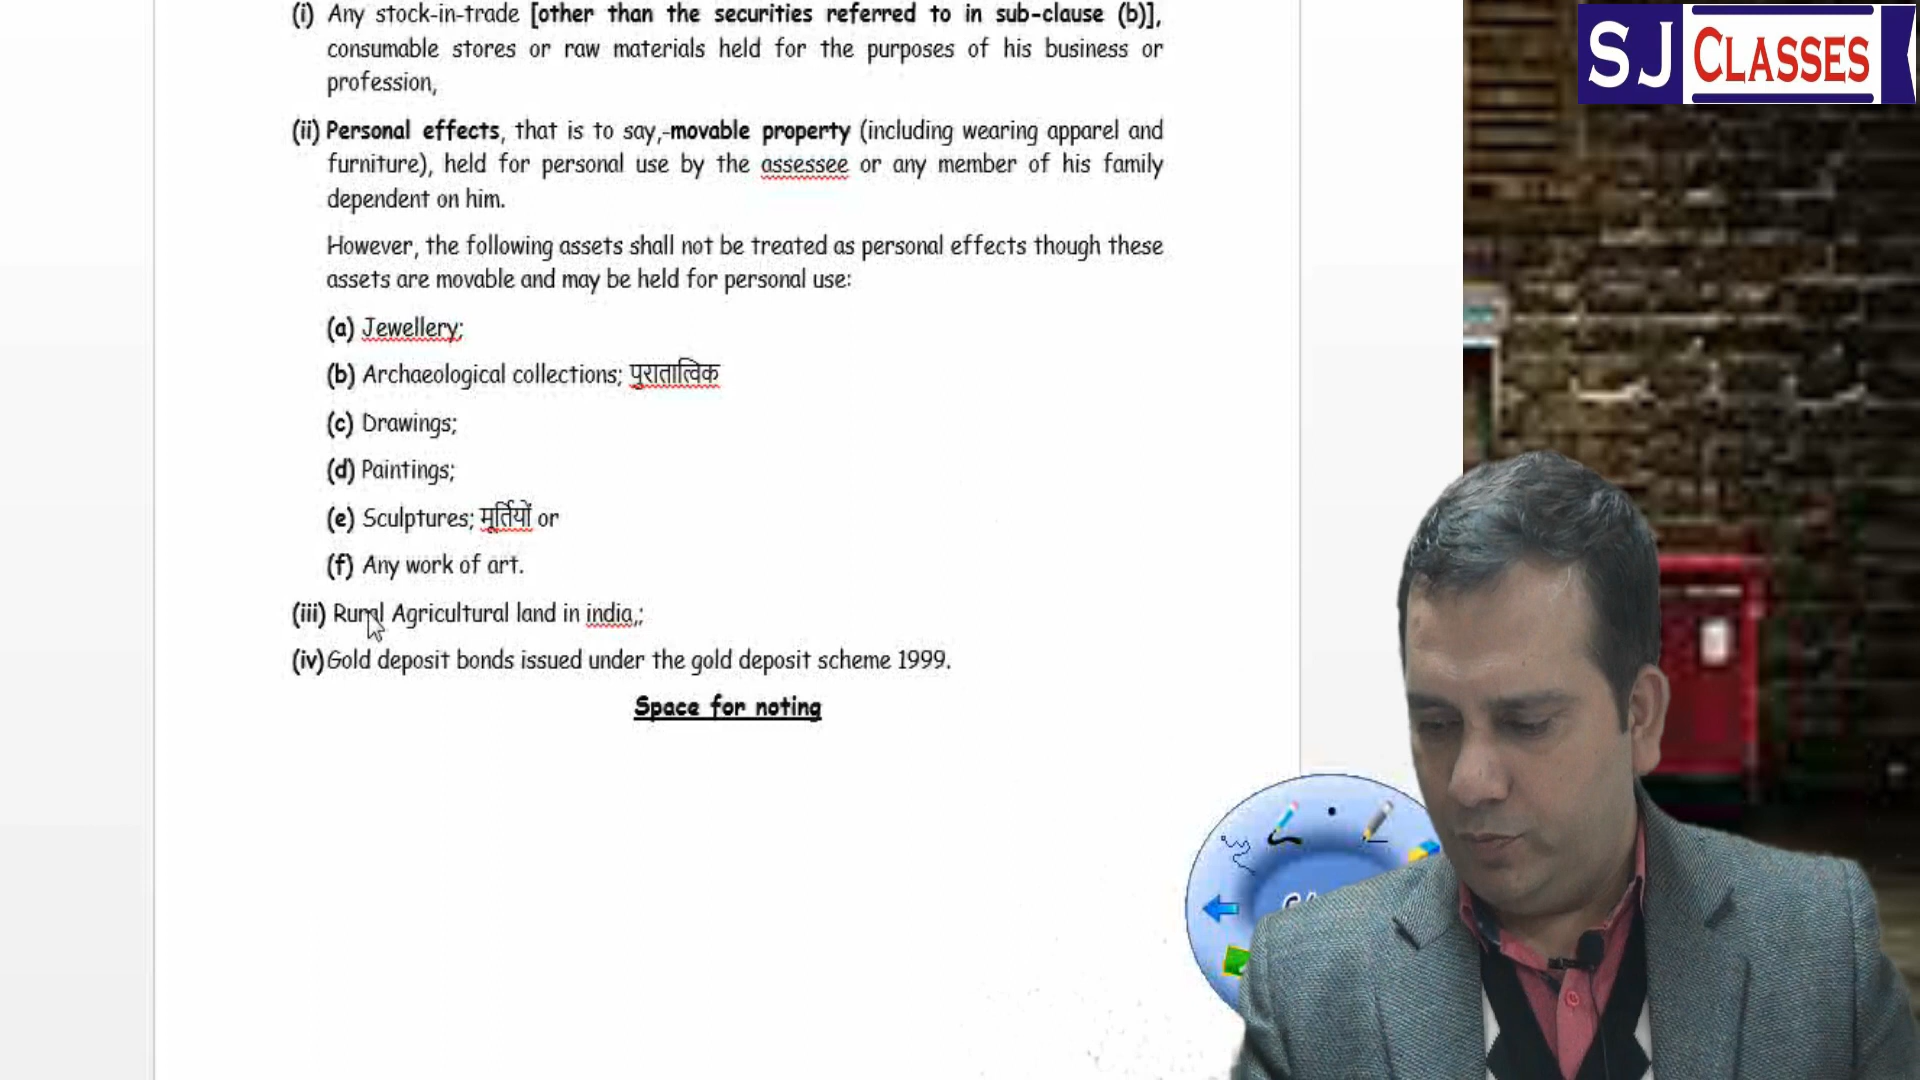 (i) Any stock-in-trade [other than the securities referred to in sub-clause (b)],
consumable stores or raw materials held for the purposes of his business or
profession,
(ii) Personal effects, that is to say,-movable property (including wearing apparel and
furniture), held for personal use by the assessee or any member of his family
dependent on him.
However, the following assets shall not be treated as personal effects though these
assets are movable and may be held for personal use:
(a) Jewellery;
(b) Archaeological collections; पुरातात्विक
(c) Drawings;
(d) Paintings;
(e) Sculptures; मूर्तियों or
(f) Any work of art.
(iii) Rural Agricultural land in india,;
(iv) Gold deposit bonds issued under the gold deposit scheme 1999.
Space for noting
SJ CLASSES